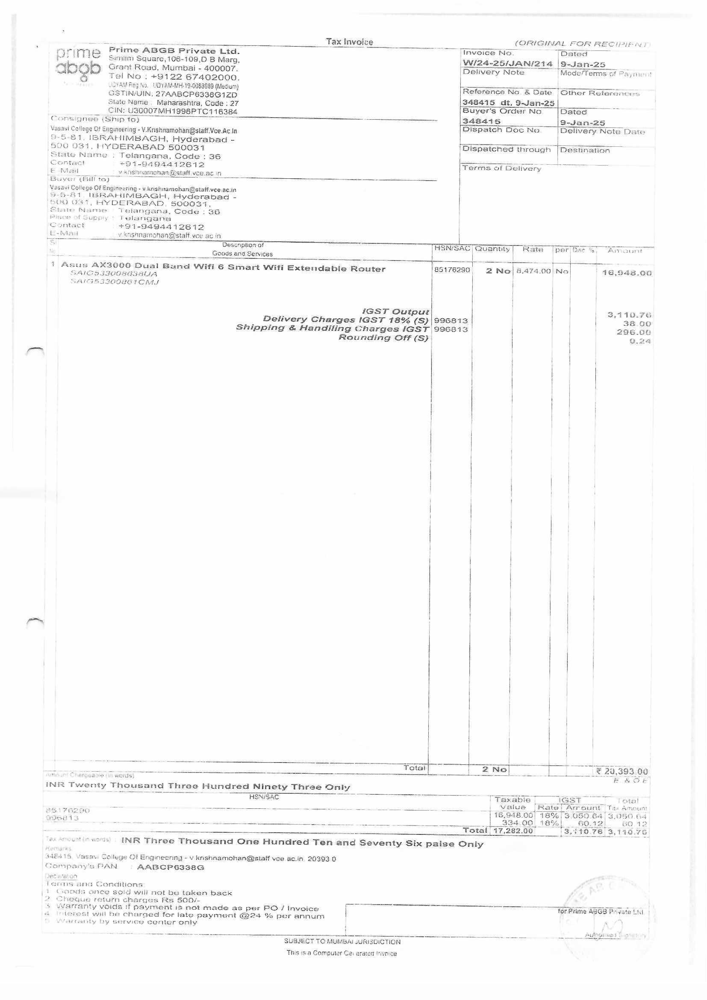 Tax Invoice
(ORIGINAL FOR RECIPIENT)
prime
abgb
Prime ABGB Private Ltd.
Simlim Square,106-109,D B Marg,
Grant Road, Mumbai - 400007.
Tel No : +9122 67402000.
UDYAM Reg No. UDYAM-MH-19-0083989 (Medium)
GSTIN/UIN: 27AABCP6338G1ZD
State Name : Maharashtra, Code : 27
CIN: U30007MH1998PTC116384
Invoice No. Dated
W/24-25/JAN/214 9-Jan-25
Delivery Note Mode/Terms of Payment
Reference No. & Date Other References
348415 dt. 9-Jan-25
Buyer's Order No. Dated
348415 9-Jan-25
Dispatch Doc No. Delivery Note Date
Dispatched through Destination
Terms of Delivery
Consignee (Ship to)
Vasavi College Of Engineering - V.Krishnamohan@staff.Vce.Ac.In
9-5-81, IBRAHIMBAGH, Hyderabad -
500 031, HYDERABAD 500031
State Name : Telangana, Code : 36
Contact : +91-9494412612
E-Mail : v.krishnamohan@staff.vce.ac.in
Buyer (Bill to)
Vasavi College Of Engineering - v.krishnamohan@staff.vce.ac.in
9-5-81, IBRAHIMBAGH, Hyderabad -
500 031, HYDERABAD, 500031,
State Name : Telangana, Code : 36
Place of Supply : Telangana
Contact : +91-9494412612
E-Mail : v.krishnamohan@staff.vce.ac.in
Sl No. Description of Goods and Services HSN/SAC Quantity Rate per Disc % Amount
1 Asus AX3000 Dual Band Wifi 6 Smart Wifi Extendable Router 85176290 2 No 8,474.00 No 16,948.00
SAIG533008638UA
SAIG53300861CMJ
IGST Output 3,110.76
Delivery Charges IGST 18% (S) 996813 38.00
Shipping & Handiling Charges IGST 996813 296.00
Rounding Off (S) 0.24
Total 2 No ₹ 20,393.00
Amount Chargeable (in words) E. & O.E
INR Twenty Thousand Three Hundred Ninety Three Only
HSN/SAC Taxable Value IGST Rate Amount Total Tax Amount
85176290 16,948.00 18% 3,050.64 3,050.64
996813 334.00 18% 60.12 60.12
Total 17,282.00 3,110.76 3,110.76
Tax Amount (in words) : INR Three Thousand One Hundred Ten and Seventy Six paise Only
Remarks
348415 Vasavi College Of Engineering - v.krishnamohan@staff.vce.ac.in 20393.0
Company's PAN : AABCP6338G
Declaration
Terms and Conditions
1 Goods once sold will not be taken back
2 Cheque return charges Rs 500/-
3 Warranty voids if payment is not made as per PO / Invoice
4 Interest will be charged for late payment @24 % per annum
5 Warranty by service center only
for Prime ABGB Private Ltd.
Authorised Signatory
SUBJECT TO MUMBAI JURISDICTION
This is a Computer Generated Invoice